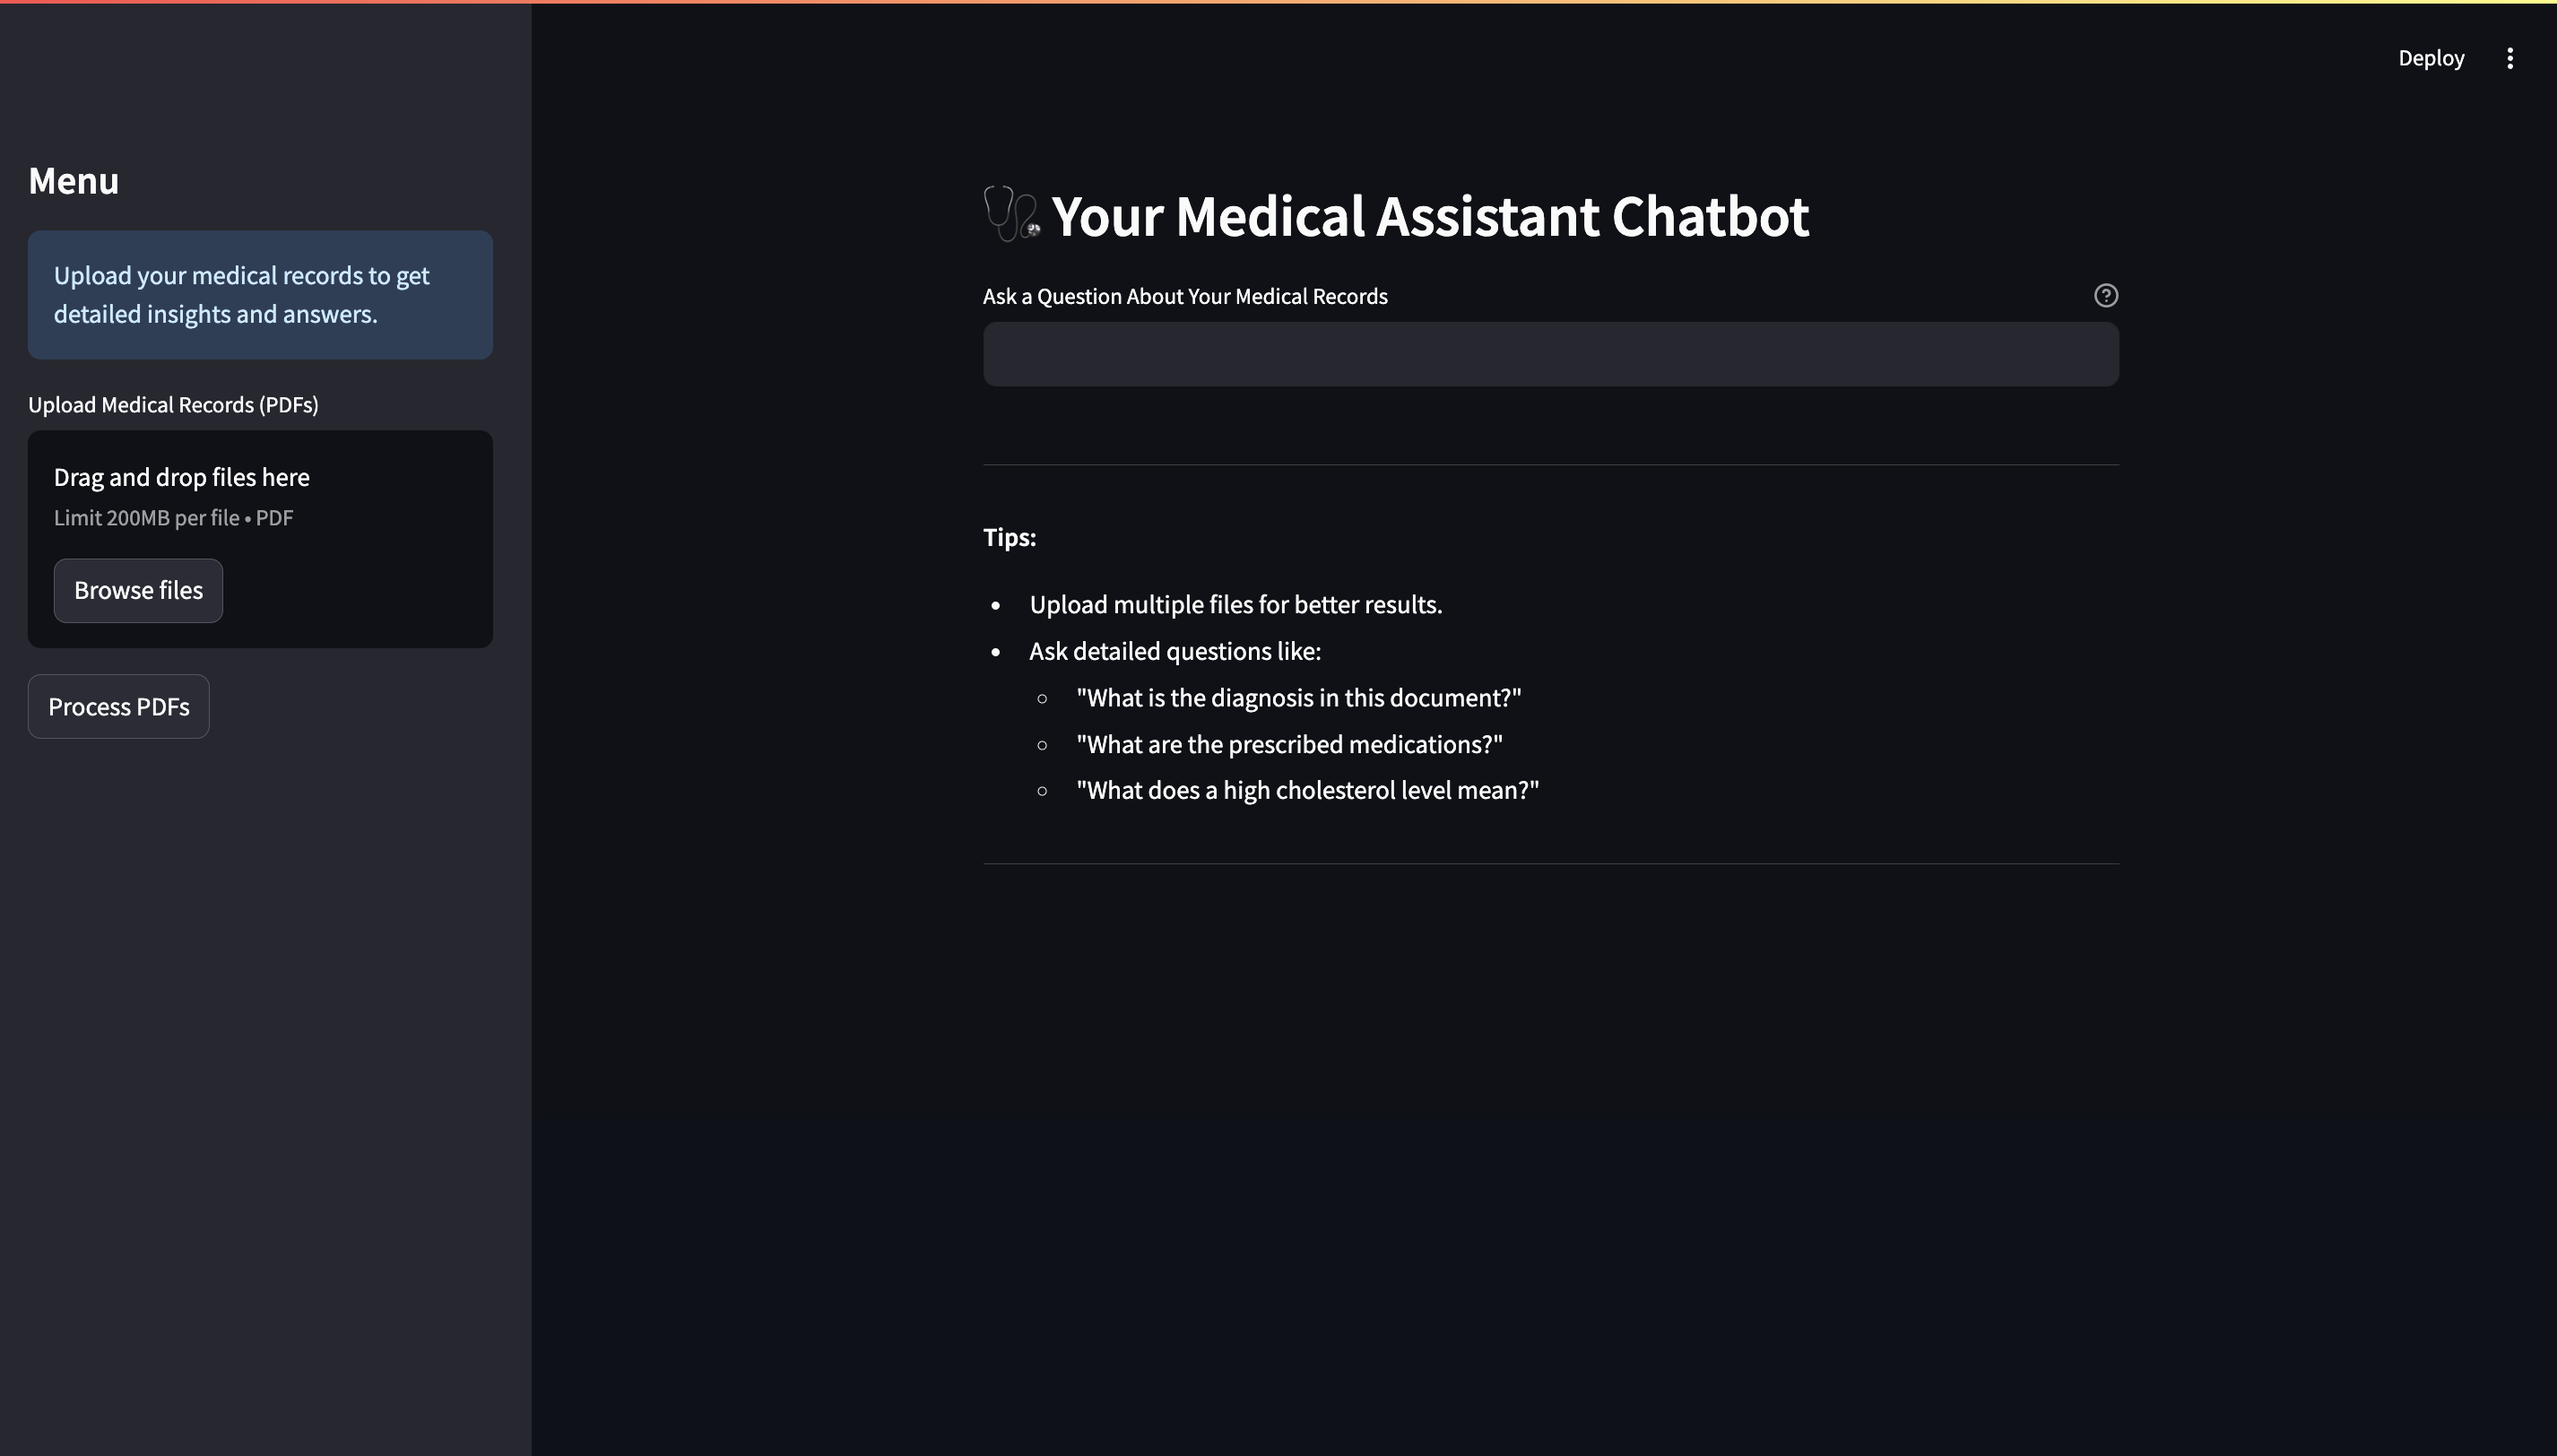 Deploy
Menu
Upload your medical records to get
detailed insights and answers.
Upload Medical Records (PDFs)
Drag and drop files here
Limit 200MB per file • PDF
Browse files
Process PDFs
🩺 Your Medical Assistant Chatbot
Ask a Question About Your Medical Records
Tips:
• Upload multiple files for better results.
• Ask detailed questions like:
◦ "What is the diagnosis in this document?"
◦ "What are the prescribed medications?"
◦ "What does a high cholesterol level mean?"